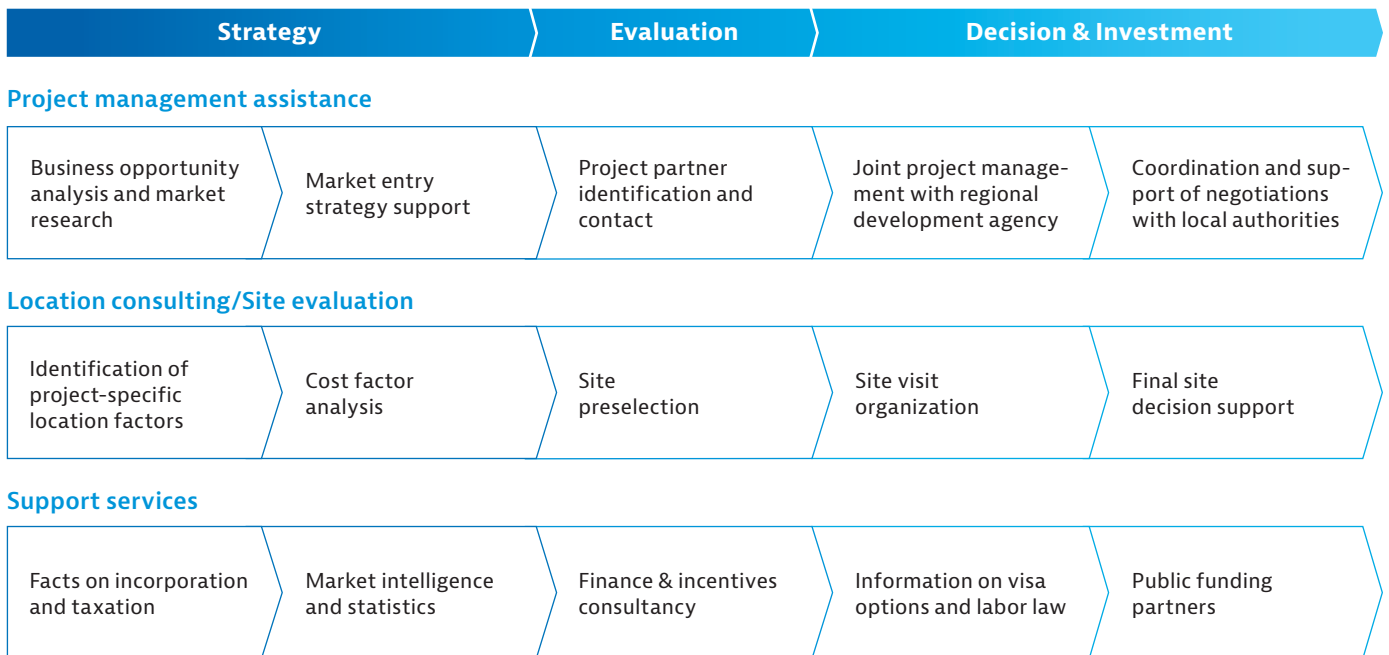 Strategy
Evaluation
Decision & Investment
Project management assistance
Business opportunity
analysis and market
research
Market entry
strategy support
Project partner
identification and
contact
Joint project manage-
ment with regional
development agency
Coordination and sup-
port of negotiations
with local authorities
Location consulting/Site evaluation
Identification of
project-specific
location factors
Cost factor
analysis
Site
preselection
Site visit
organization
Final site
decision support
Support services
Facts on incorporation
and taxation
Market intelligence
and statistics
Finance & incentives
consultancy
Information on visa
options and labor law
Public funding
partners